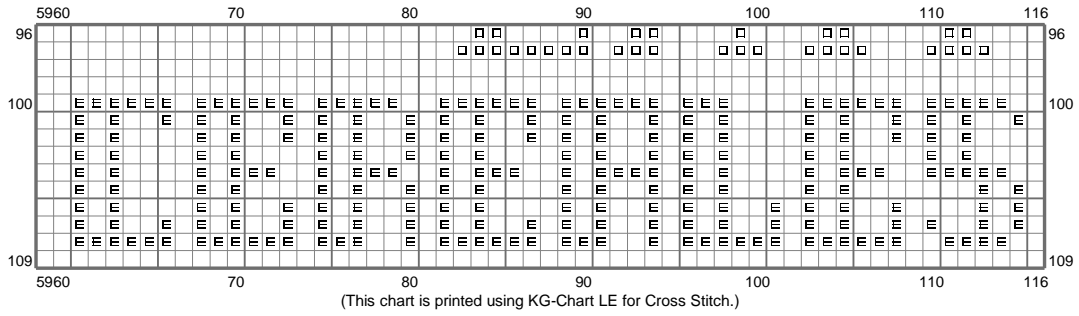 5960 70 80 90 100 110 116
96 96
CEREALES
100 100
109 109
5960 70 80 90 100 110 116
(This chart is printed using KG-Chart LE for Cross Stitch.)